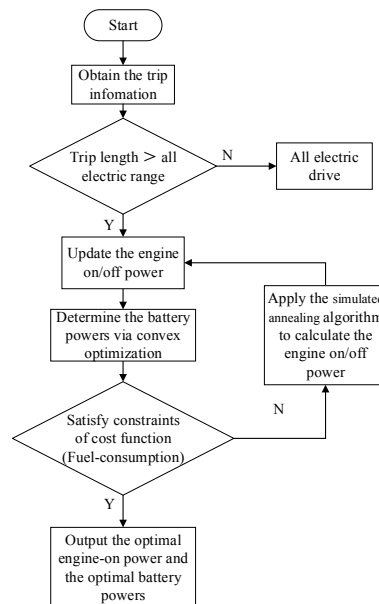 Start
Obtain the trip
infomation
Trip length > all
electric range
N
All electric
drive
Y
Update the engine
on/off power
Determine the battery
powers via convex
optimization
Apply the simulated
annealing algorithm
to calculate the
engine on/off
power
N
Satisfy constraints
of cost function
(Fuel-consumption)
Y
Output the optimal
engine-on power and
the optimal battery
powers